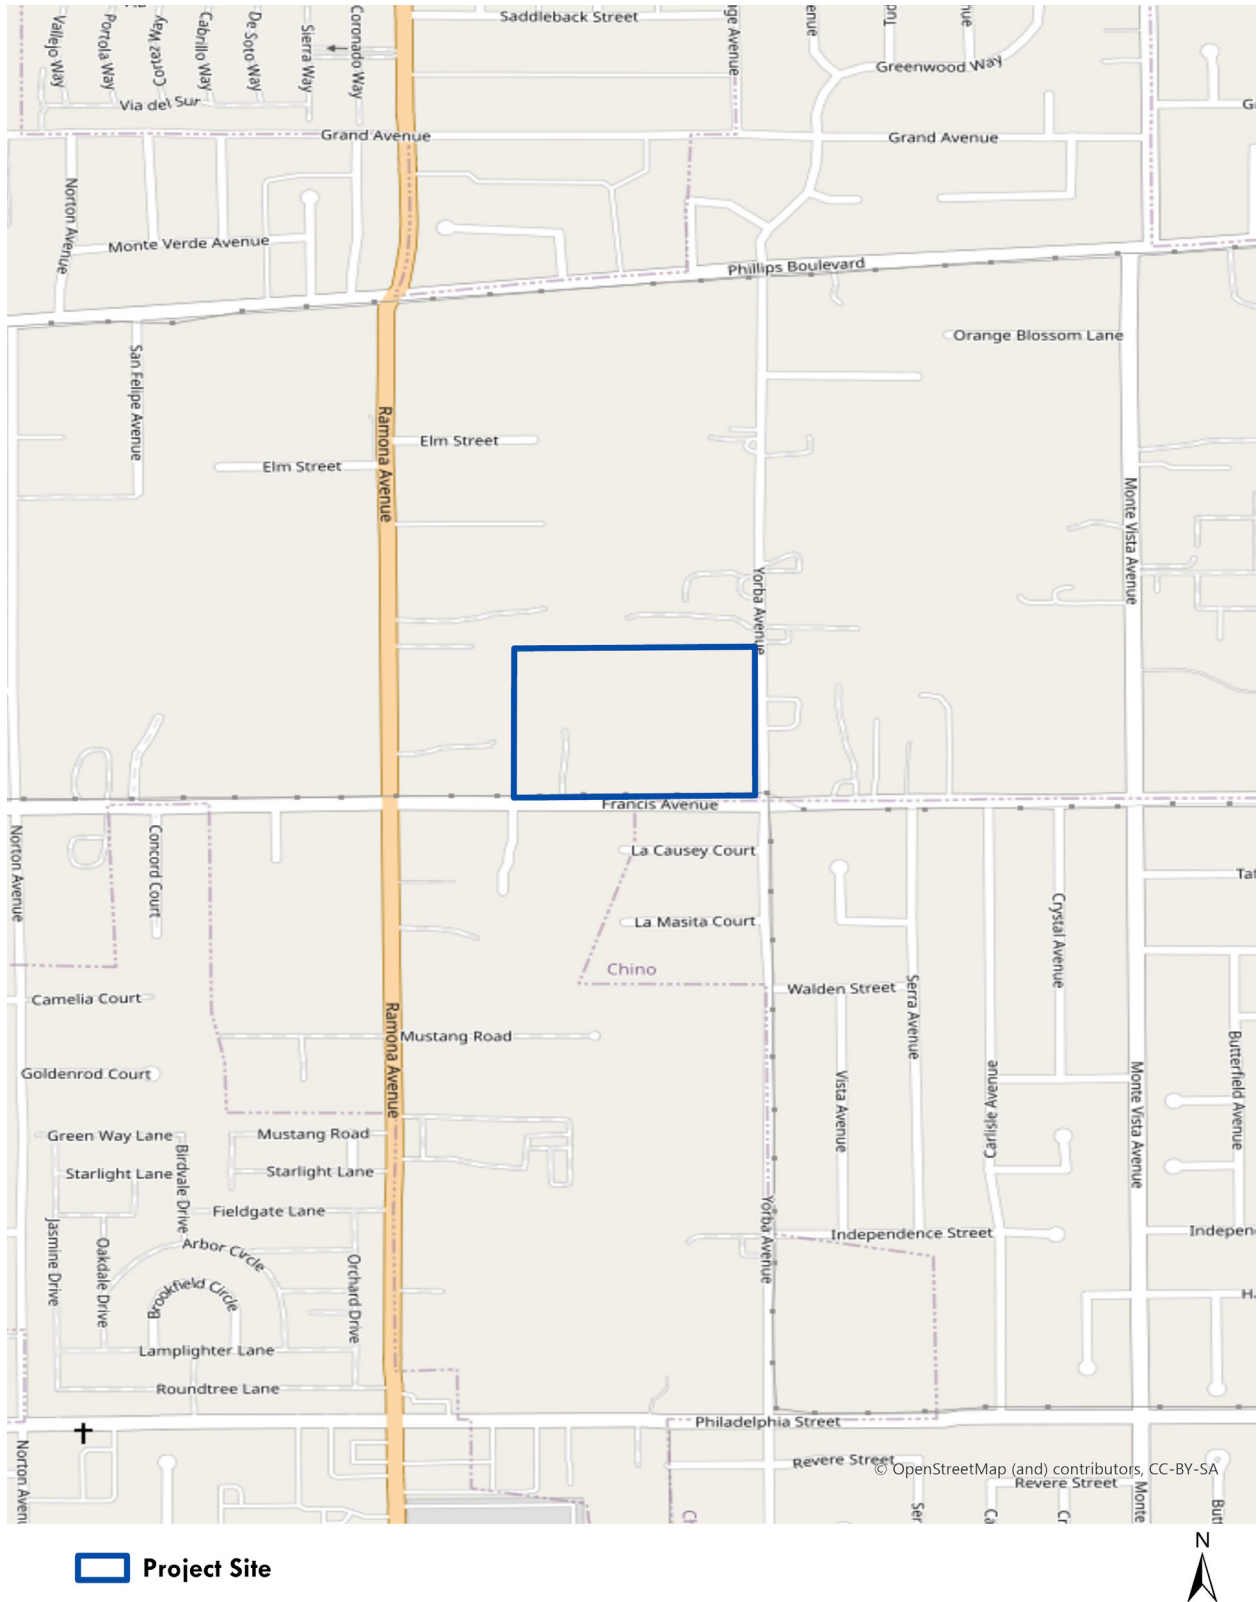 Saddleback Street
Vallejo Way
Portola Way
Cortez Way
Cabrillo Way
De Soto Way
Sierra Way
Coronado Way
Greenwood Way
Via del Sur
Grand Avenue
Grand Avenue
Norton Avenue
Monte Verde Avenue
Phillips Boulevard
San Felipe Avenue
Orange Blossom Lane
Ramona Avenue
Elm Street
Elm Street
Monte Vista Avenue
Yorba Avenue
Francis Avenue
Norton Avenue
Concord Court
La Causey Court
Crystal Avenue
La Masita Court
Chino
Camelia Court
Walden Street
Serra Avenue
Ramona Avenue
Mustang Road
Goldenrod Court
Vista Avenue
Carlisle Avenue
Monte Vista Avenue
Butterfield Avenue
Green Way Lane
Mustang Road
Birdvale Drive
Starlight Lane
Starlight Lane
Fieldgate Lane
Yorba Avenue
Jasmine Drive
Oakdale Drive
Arbor Circle
Orchard Drive
Independence Street
Indepen
Brookfield Circle
Lamplighter Lane
Roundtree Lane
Philadelphia Street
Norton Avenu
Revere Street
© OpenStreetMap (and) contributors, CC-BY-SA
Revere Street
Monte
Project Site
N